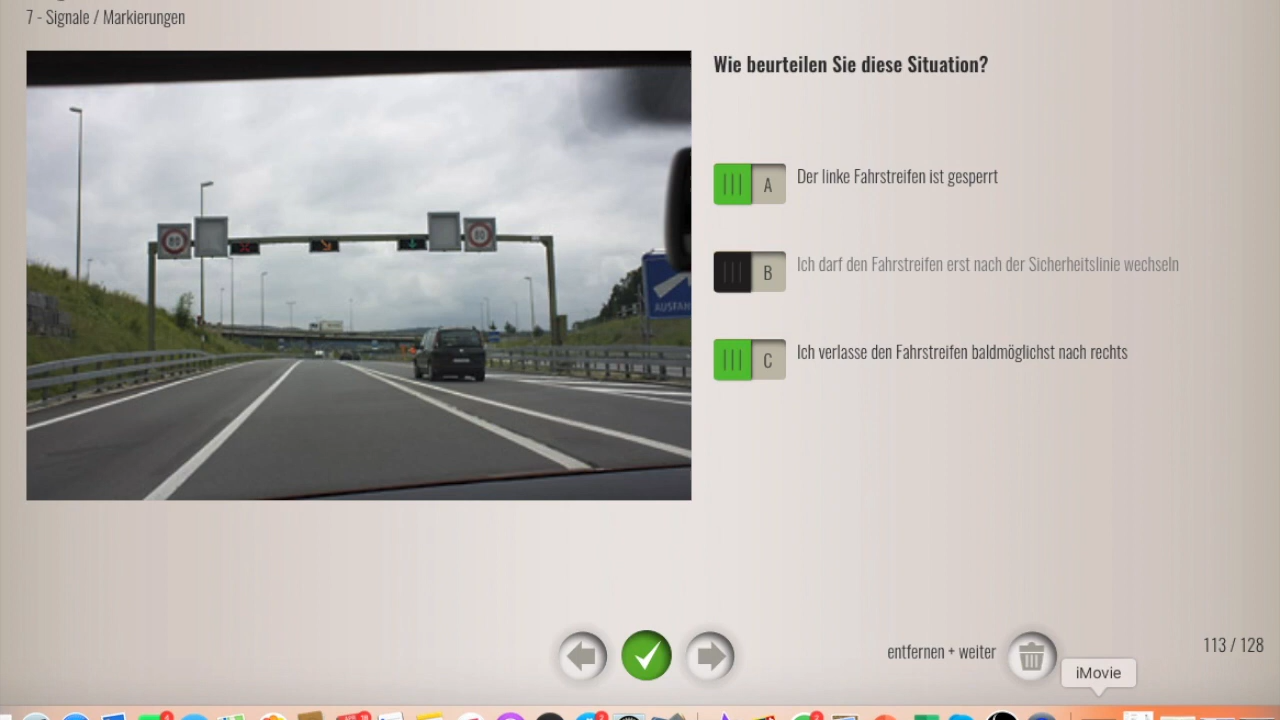 7 - Signale / Markierungen
Wie beurteilen Sie diese Situation?
A
Der linke Fahrstreifen ist gesperrt
B
Ich darf den Fahrstreifen erst nach der Sicherheitslinie wechseln
C
Ich verlasse den Fahrstreifen baldmöglichst nach rechts
80
80
AUSFAH
entfernen + weiter
113 / 128
iMovie